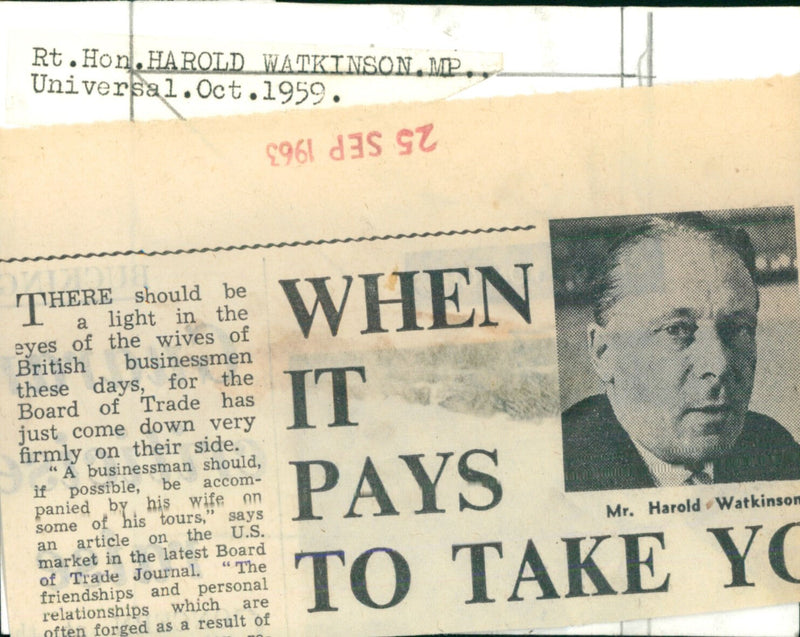 Rt.Hon.HAROLD WATKINSON.MP..
Universal.Oct.1959.
25 SEP 1963
THERE should be
a light in the
eyes of the wives of
British businessmen
these days, for the
Board of Trade has
just come down very
firmly on their side.
"A businessman should,
if possible, be accom-
panied by his wife on
some of his tours," says
an article on the U.S.
market in the latest Board
of Trade Journal. "The
friendships and personal
relationships which are
often forged as a result of
WHEN
IT
PAYS
TO TAKE YO
Mr. Harold Watkinson